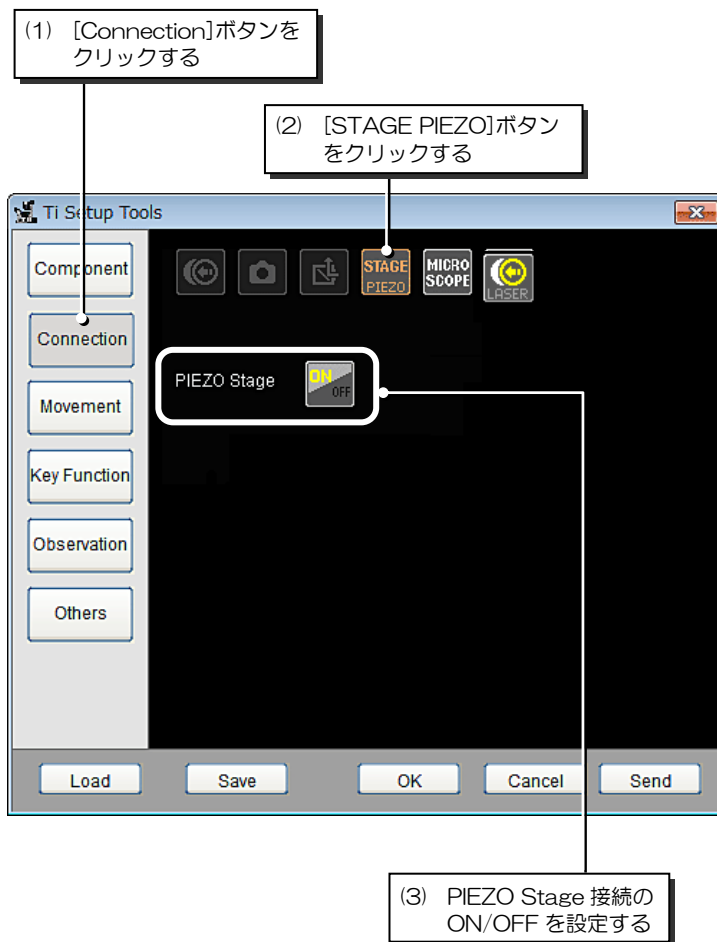 (1) [Connection]ボタンを
クリックする
(2) [STAGE PIEZO]ボタン
をクリックする
Ti Setup Tools
Component
STAGE
PIEZO
MICRO
SCOPE
LASER
Connection
PIEZO Stage
ON
OFF
Movement
Key Function
Observation
Others
Load
Save
OK
Cancel
Send
(3) PIEZO Stage 接続の
ON/OFF を設定する